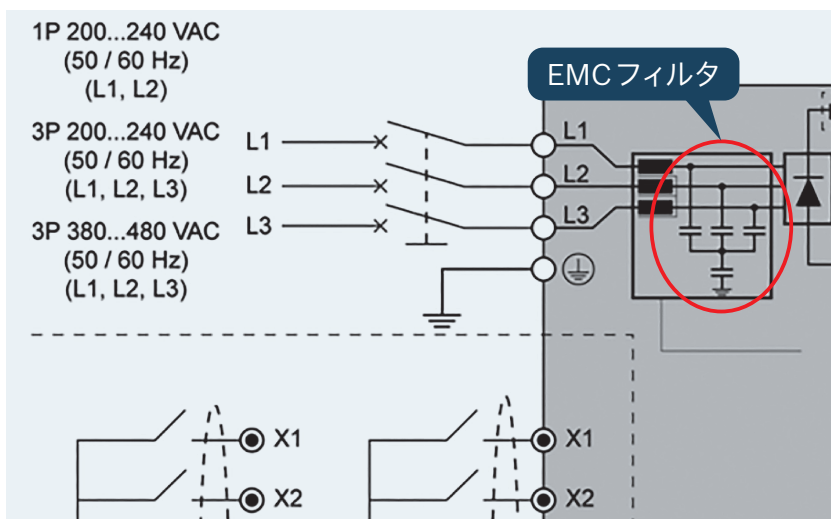 1P 200...240 VAC
(50 / 60 Hz)
(L1, L2)
EMCフィルタ
3P 200...240 VAC
(50 / 60 Hz)
(L1, L2, L3)
3P 380...480 VAC
(50 / 60 Hz)
(L1, L2, L3)
L1
L2
L3
L1
L2
L3
X1
X1
X2
X2